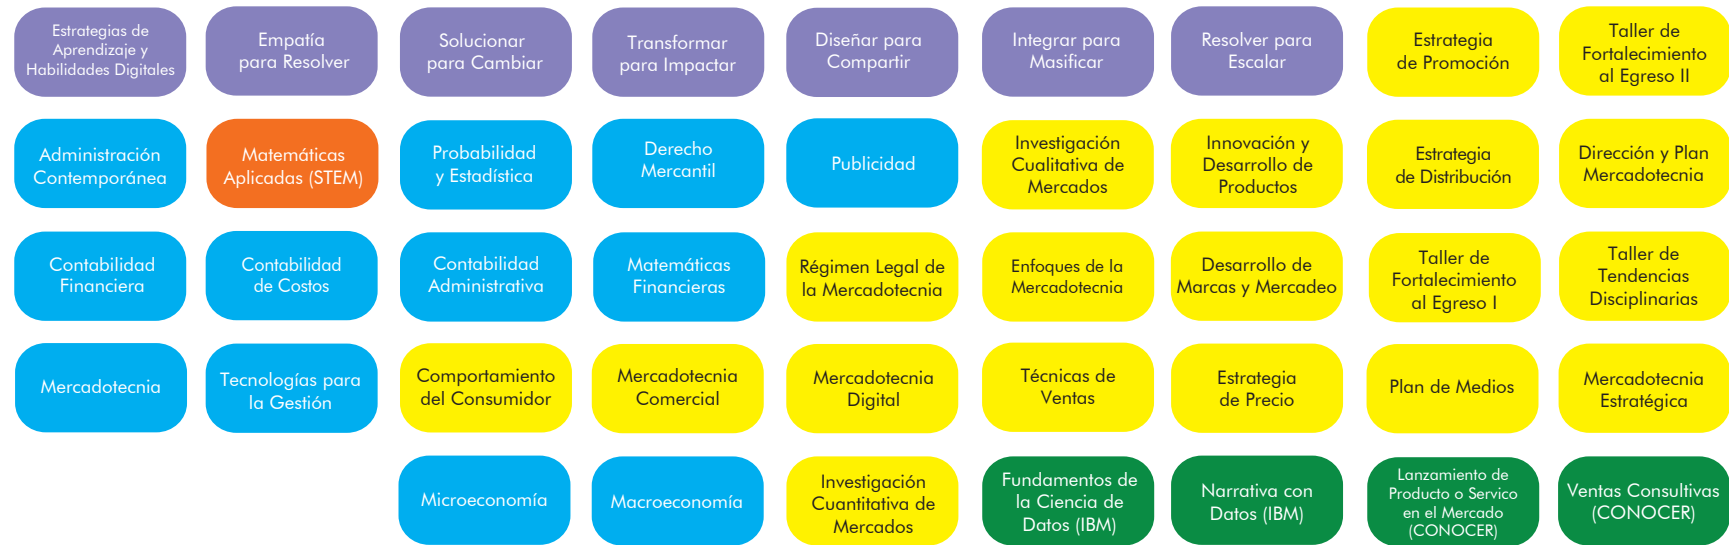 Estrategias de
Aprendizaje y
Habilidades Digitales
Empatía
para Resolver
Solucionar
para Cambiar
Transformar
para Impactar
Diseñar para
Compartir
Integrar para
Masificar
Resolver para
Escalar
Estrategia
de Promoción
Taller de
Fortalecimiento
al Egreso II
Administración
Contemporánea
Matemáticas
Aplicadas (STEM)
Probabilidad
y Estadística
Derecho
Mercantil
Publicidad
Investigación
Cualitativa de
Mercados
Innovación y
Desarrollo de
Productos
Estrategia
de Distribución
Dirección y Plan
Mercadotecnia
Contabilidad
Financiera
Contabilidad
de Costos
Contabilidad
Administrativa
Matemáticas
Financieras
Régimen Legal de
la Mercadotecnia
Enfoques de la
Mercadotecnia
Desarrollo de
Marcas y Mercadeo
Taller de
Fortalecimiento
al Egreso I
Taller de
Tendencias
Disciplinarias
Mercadotecnia
Tecnologías para
la Gestión
Comportamiento
del Consumidor
Mercadotecnia
Comercial
Mercadotecnia
Digital
Técnicas de
Ventas
Estrategia
de Precio
Plan de Medios
Mercadotecnia
Estratégica
Microeconomía
Macroeconomía
Investigación
Cuantitativa de
Mercados
Fundamentos de
la Ciencia de
Datos (IBM)
Narrativa con
Datos (IBM)
Lanzamiento de
Producto o Servico
en el Mercado
(CONOCER)
Ventas Consultivas
(CONOCER)